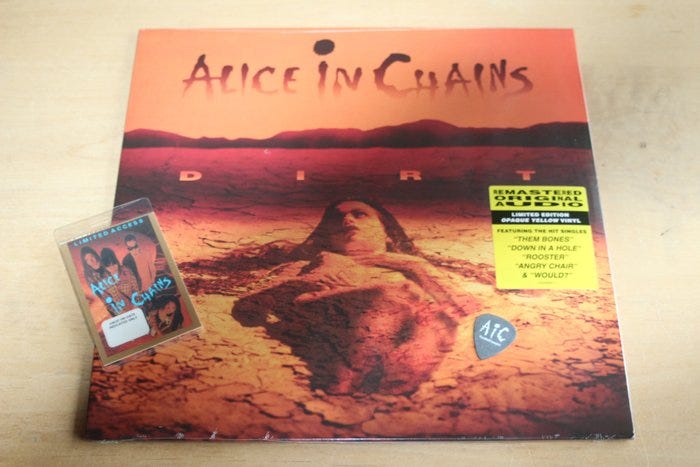 ALICE IN CHAINS
DIRT
REMASTERED
ORIGINAL
AUDIO
LIMITED EDITION
OPAQUE YELLOW VINYL
FEATURING THE HIT SINGLES
"THEM BONES"
"DOWN IN A HOLE"
"ROOSTER"
"ANGRY CHAIR"
& "WOULD?"
LIMITED ACCESS
ALICE
IN CHAINS
AiC